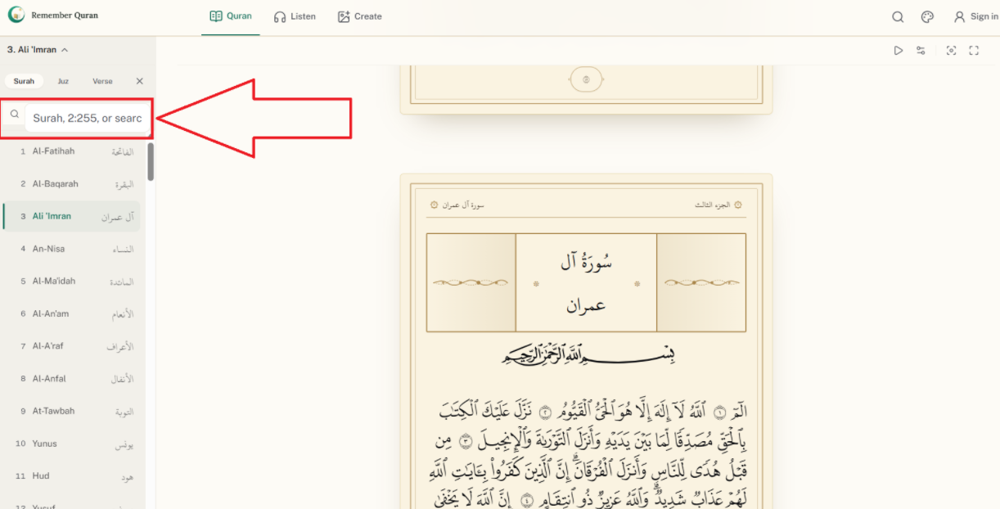 Remember Quran
Quran
Listen
Create
Sign in
3. Ali 'Imran
Surah
Juz
Verse
Surah, 2:255, or searc
1 Al-Fatihah الفاتحة
2 Al-Baqarah البقرة
3 Ali 'Imran آل عمران
4 An-Nisa النساء
5 Al-Ma'idah المائدة
6 Al-An'am الأنعام
7 Al-A'raf الأعراف
8 Al-Anfal الأنفال
9 At-Tawbah التوبة
10 Yunus يونس
11 Hud هود
12 Yusuf
الجزء الثالث
سورة آل عمران
سُورَةُ آل
عمران
بِسْمِ ٱللَّهِ ٱلرَّحْمَٰنِ ٱلرَّحِيمِ
الٓمٓ ١ ٱللَّهُ لَآ إِلَٰهَ إِلَّا هُوَ ٱلْحَىُّ ٱلْقَيُّومُ ٢ نَزَّلَ عَلَيْكَ ٱلْكِتَٰبَ
بِٱلْحَقِّ مُصَدِّقًا لِّمَا بَيْنَ يَدَيْهِ وَأَنزَلَ ٱلتَّوْرَىٰةَ وَٱلْإِنجِيلَ ٣ مِن
قَبْلُ هُدًى لِّلنَّاسِ وَأَنزَلَ ٱلْفُرْقَانَ ۗ إِنَّ ٱلَّذِينَ كَفَرُوا۟ بِـَٔايَٰتِ ٱللَّهِ
لَهُمْ عَذَابٌ شَدِيدٌ ۗ وَٱللَّهُ عَزِيزٌ ذُو ٱنتِقَامٍ ٤ إِنَّ ٱللَّهَ لَا يَخْفَىٰ